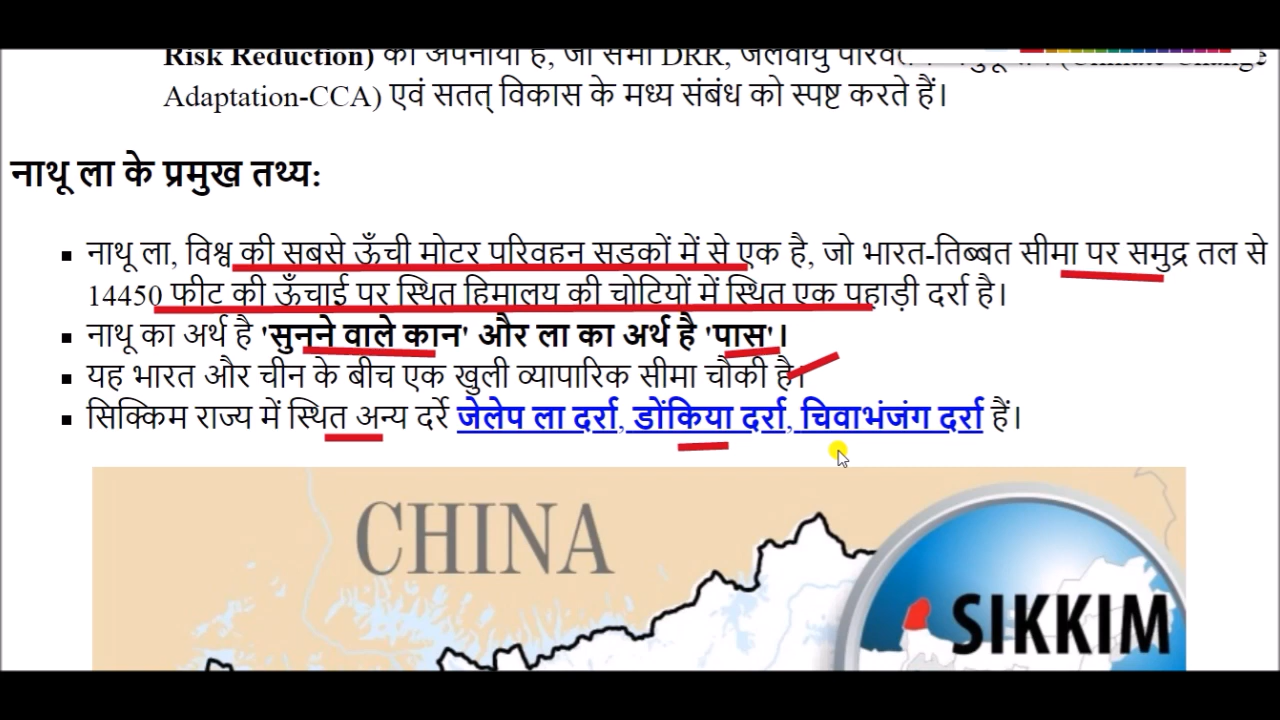 Risk Reduction) को अपनाया है, जो सभी DRR, जलवायु
Adaptation-CCA) एवं सतत् विकास के मध्य संबंध को स्पष्ट करते हैं।
नाथू ला के प्रमुख तथ्य:
▪ नाथू ला, विश्व की सबसे ऊँची मोटर परिवहन सडकों में से एक है, जो भारत-तिब्बत सीमा पर समुद्र तल से
14450 फीट की ऊँचाई पर स्थित हिमालय की चोटियों में स्थित एक पहाड़ी दर्रा है।
▪ नाथू का अर्थ है 'सुनने वाले कान' और ला का अर्थ है 'पास'।
▪ यह भारत और चीन के बीच एक खुली व्यापारिक सीमा चौकी है।
▪ सिक्किम राज्य में स्थित अन्य दर्रे जेलेप ला दर्रा, डोंकिया दर्रा, चिवाभंजंग दर्रा हैं।
CHINA
SIKKIM